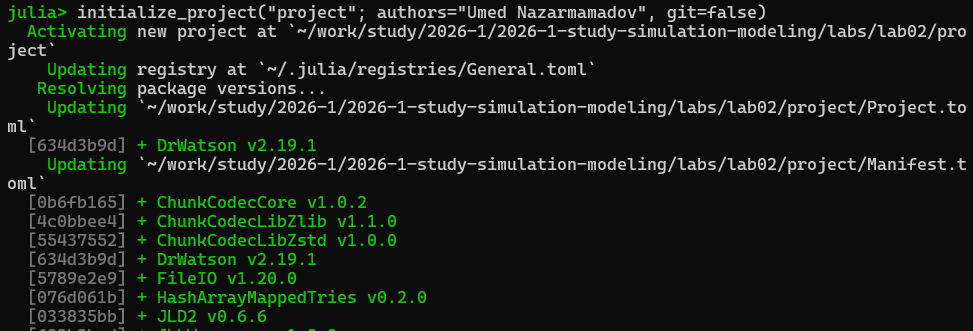 julia> initialize_project("project"; authors="Umed Nazarmamadov", git=false)
Activating new project at `~/work/study/2026-1/2026-1-study-simulation-modeling/labs/lab02/pro
ject`
Updating registry at `~/.julia/registries/General.toml`
Resolving package versions...
Updating `~/work/study/2026-1/2026-1-study-simulation-modeling/labs/lab02/project/Project.to
ml`
[634d3b9d] + DrWatson v2.19.1
Updating `~/work/study/2026-1/2026-1-study-simulation-modeling/labs/lab02/project/Manifest.t
oml`
[0b6fb165] + ChunkCodecCore v1.0.2
[4c0bbee4] + ChunkCodecLibZlib v1.1.0
[55437552] + ChunkCodecLibZstd v1.0.0
[634d3b9d] + DrWatson v2.19.1
[5789e2e9] + FileIO v1.20.0
[076d061b] + HashArrayMappedTries v0.2.0
[033835bb] + JLD2 v0.6.6